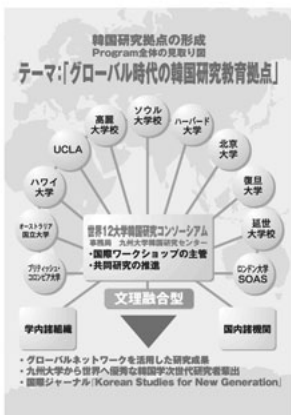 韓国研究拠点の形成
Program全体の見取り図
テーマ:「グローバル時代の韓国研究教育拠点」
ソウル
大学校
高麗
大学校
ハーバード
大学
UCLA
北京
大学
ハワイ
大学
復旦
大学
オーストラリア
国立大学
延世
大学校
ブリティッシュ・
コロンビア大学
ロンドン大学
SOAS
世界12大学韓国研究コンソーシアム
事務局 九州大学韓国研究センター
・国際ワークショップの主管
・共同研究の推進
文理融合型
学内諸組織
国内諸機関
・グローバルネットワークを活用した研究成果
・九州大学から世界へ優秀な韓国学次世代研究者輩出
・国際ジャーナル『Korean Studies for New Generation』